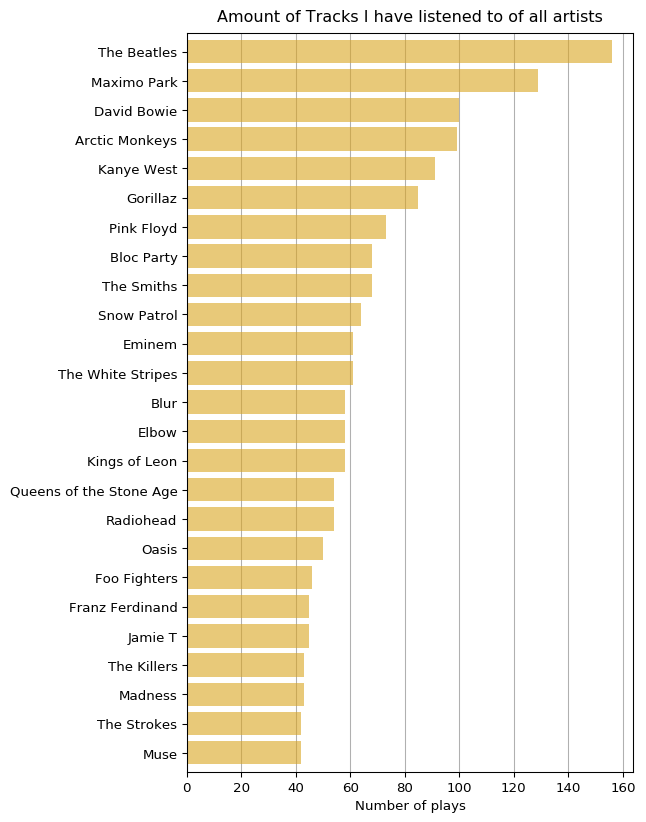 Amount of Tracks I have listened to of all artists
The Beatles
Maximo Park
David Bowie
Arctic Monkeys
Kanye West
Gorillaz
Pink Floyd
Bloc Party
The Smiths
Snow Patrol
Eminem
The White Stripes
Blur
Elbow
Kings of Leon
Queens of the Stone Age
Radiohead
Oasis
Foo Fighters
Franz Ferdinand
Jamie T
The Killers
Madness
The Strokes
Muse
0 20 40 60 80 100 120 140 160
Number of plays